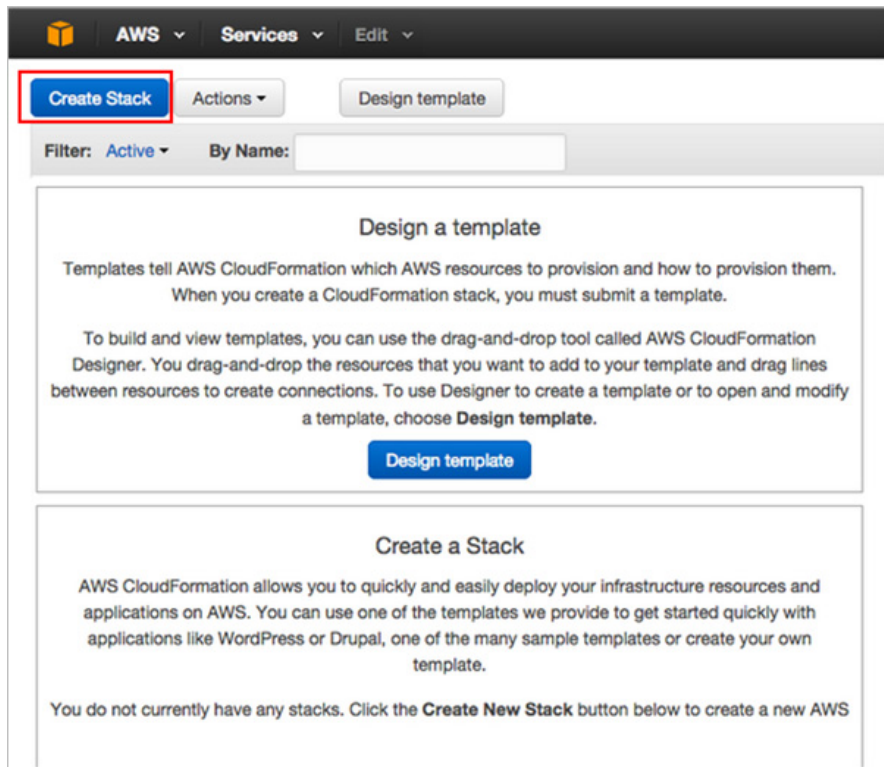 AWS Services Edit
Create Stack Actions Design template
Filter: Active By Name:
Design a template
Templates tell AWS CloudFormation which AWS resources to provision and how to provision them.
When you create a CloudFormation stack, you must submit a template.
To build and view templates, you can use the drag-and-drop tool called AWS CloudFormation
Designer. You drag-and-drop the resources that you want to add to your template and drag lines
between resources to create connections. To use Designer to create a template or to open and modify
a template, choose Design template.
Design template
Create a Stack
AWS CloudFormation allows you to quickly and easily deploy your infrastructure resources and
applications on AWS. You can use one of the templates we provide to get started quickly with
applications like WordPress or Drupal, one of the many sample templates or create your own
template.
You do not currently have any stacks. Click the Create New Stack button below to create a new AWS